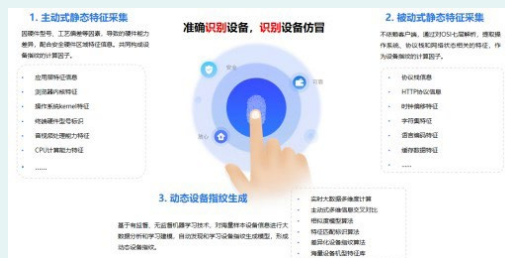 1. 主动式静态特征采集
因硬件型号、工艺偏差等因素，导致的硬件能力
差异，配合安全硬件区域特征信息，共同构成设
备指纹的计算因子。
· 应用层特征信息
· 浏览器内核特征
· 操作系统kernel特征
· 终端硬件型号标识
· 音视频处理能力特征
· CPU计算能力特征
· ......
准确识别设备，识别设备仿冒
安全
放心
2. 被动式静态特征采集
不依赖客户端，通过对OSI七层解析，提取操
作系统、协议栈和网络状态相关的特征，作
为设备指纹的计算因子。
· 协议栈信息
· HTTP协议信息
· 时钟偏移特征
· 字符集特征
· 语言编码特征
· 缓存数据特征
· ......
3. 动态设备指纹生成
基于有监督、无监督机器学习技术，对海量样本设备信息进行大
数据分析和学习建模，自动发现和学习设备指纹生成模型，形成
动态设备指纹。
· 实时大数据多维度计算
· 主动式多维信息交叉对比
· 相似度模型算法
· 特征匹配标识算法
· 差异化设备指纹算法
· 海量设备机型特征库